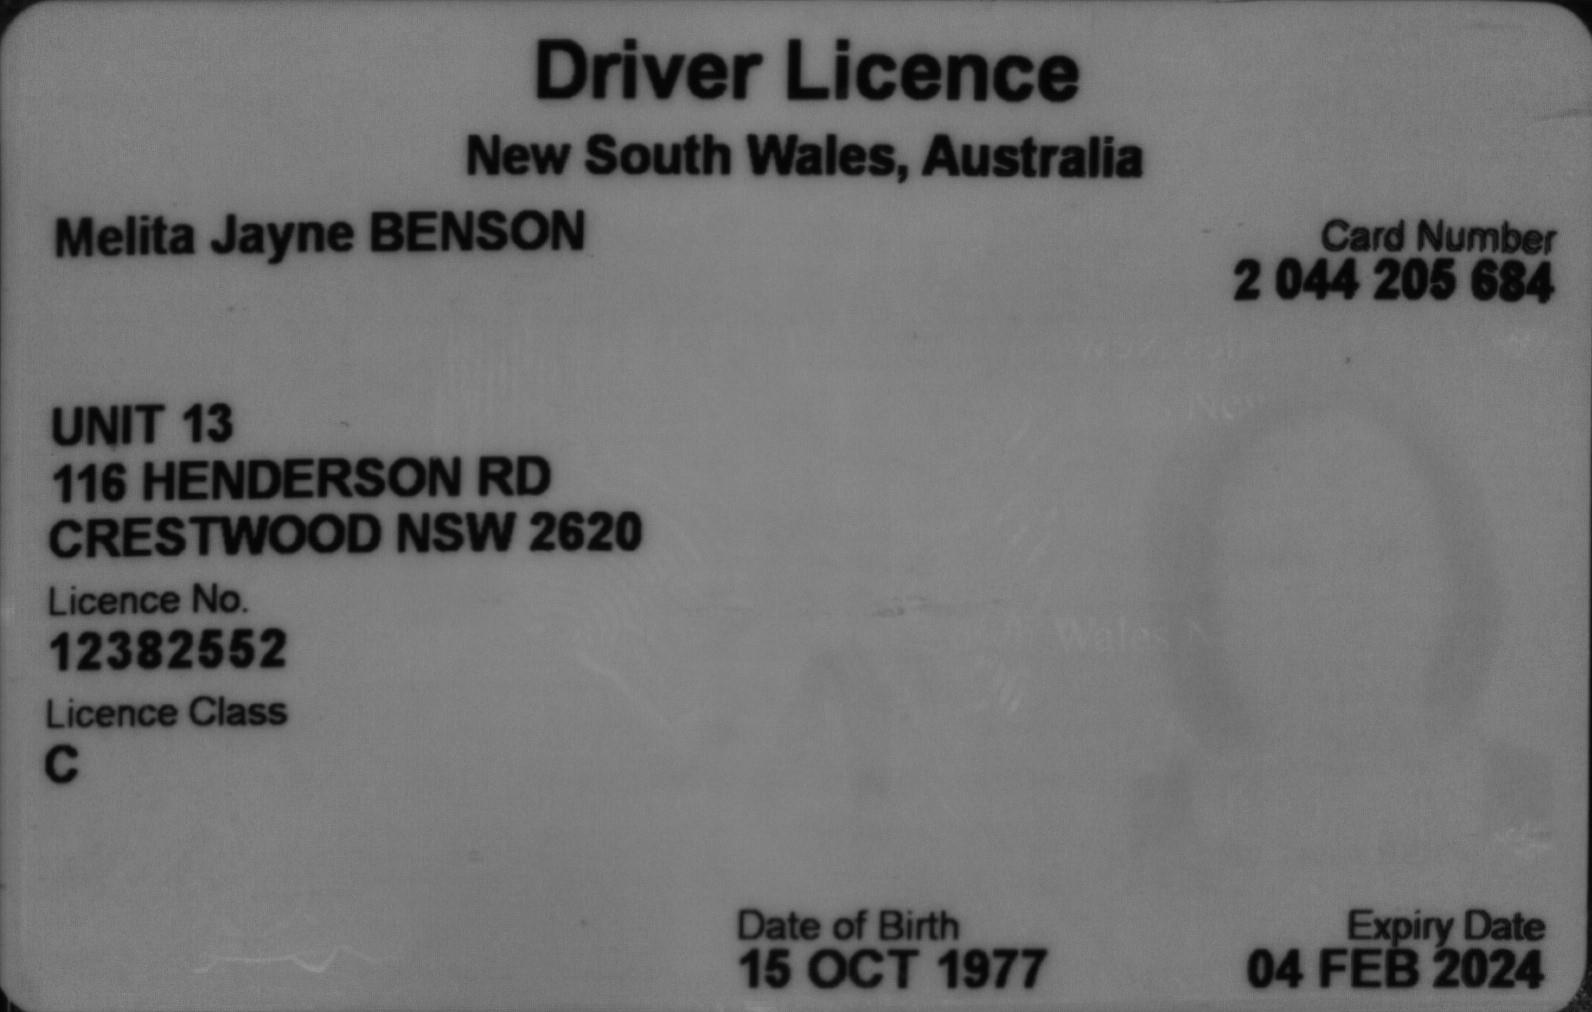 Driver Licence
New South Wales, Australia
Melita Jayne BENSON
Card Number
2 044 205 684
UNIT 13
116 HENDERSON RD
CRESTWOOD NSW 2620
Licence No.
12382552
Wales
Licence Class
C
Date of Birth
15 OCT 1977
Expiry Date
04 FEB 2024